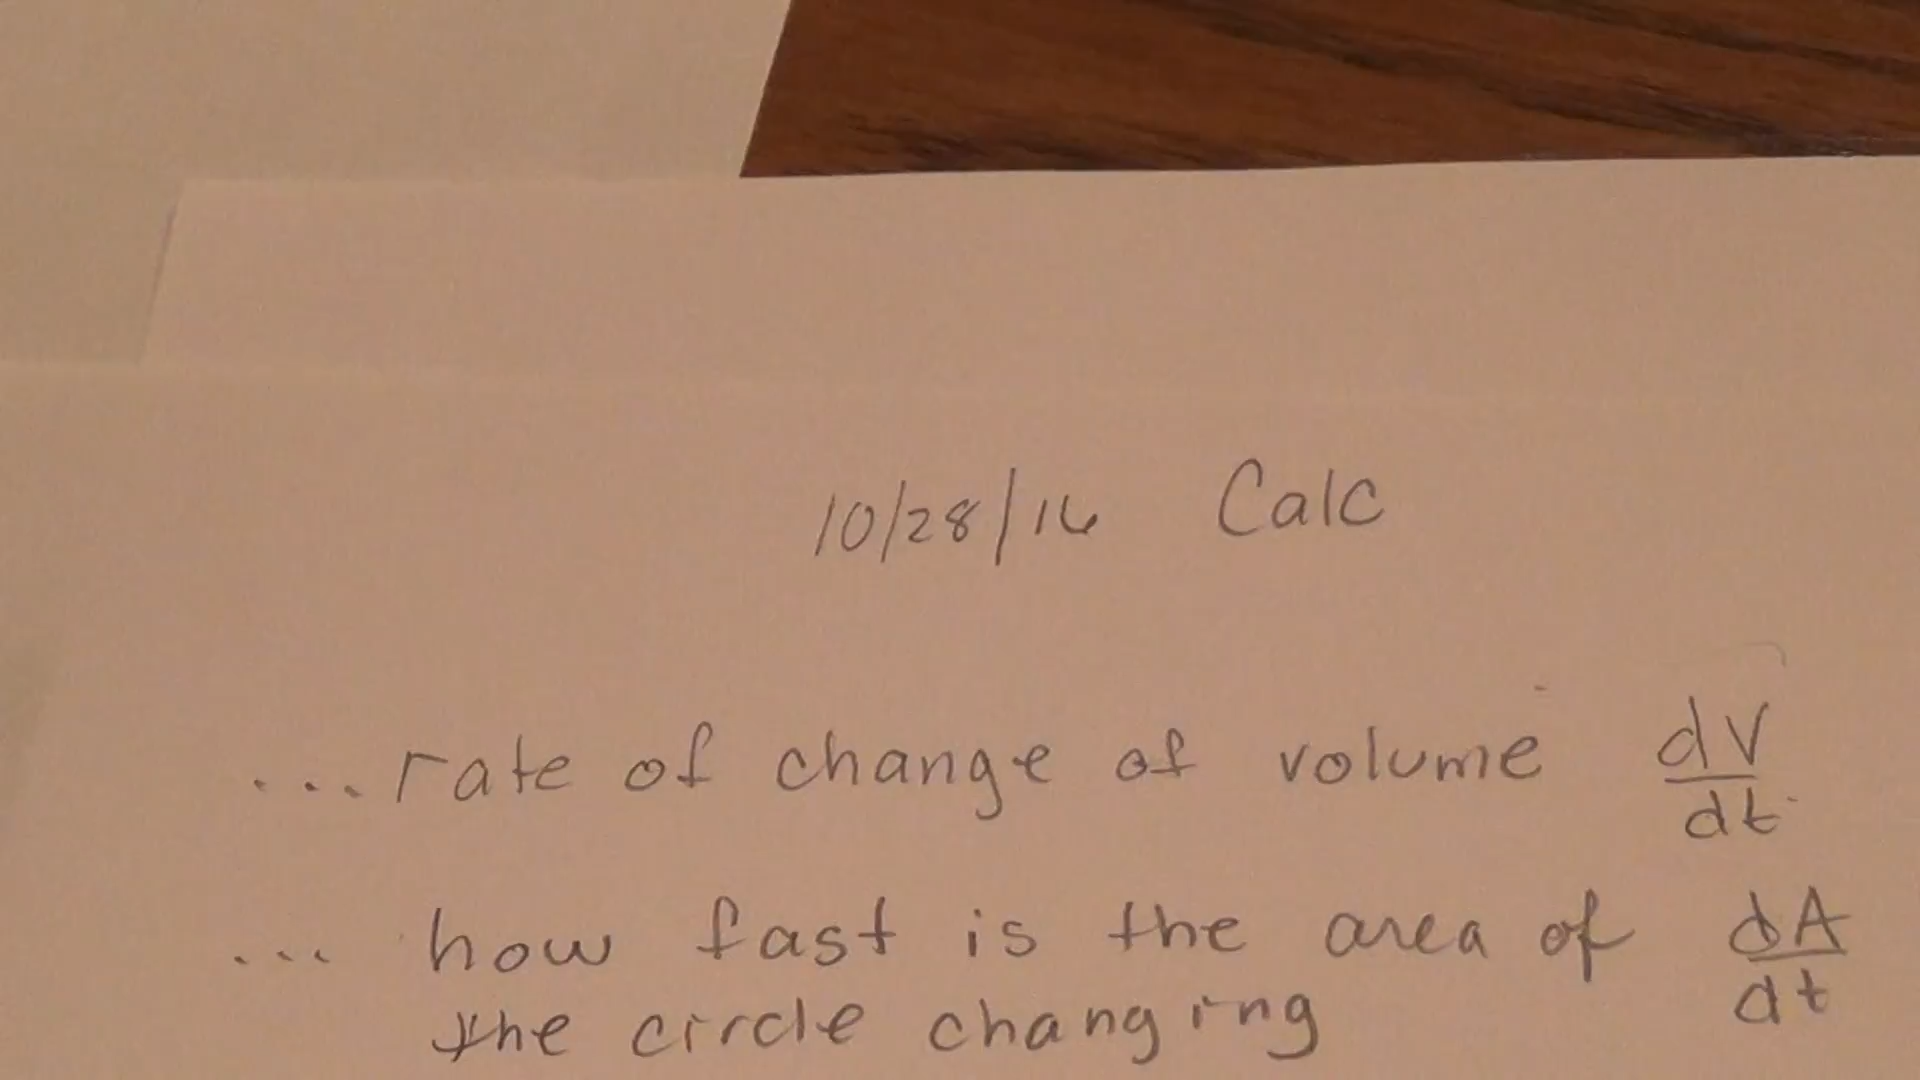 10/28/16 Calc
... rate of change of volume dV/dt
... how fast is the area of dA/dt
the circle changing